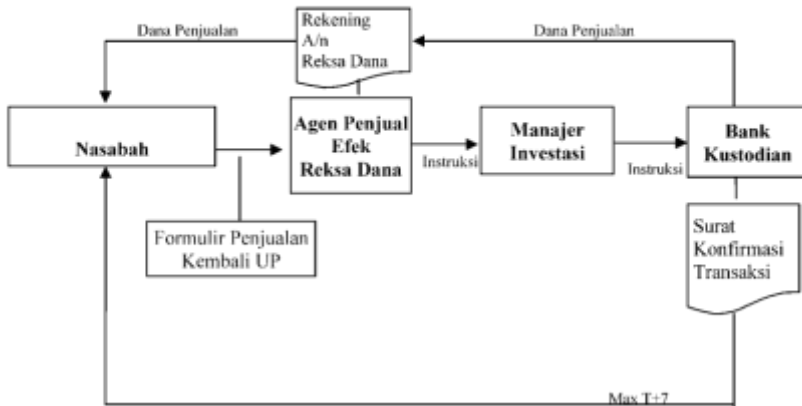 Dana Penjualan
Rekening
A/n
Reksa Dana
Dana Penjualan
Nasabah
Agen Penjual
Efek
Reksa Dana
Instruksi
Manajer
Investasi
Instruksi
Bank
Kustodian
Formulir Penjualan
Kembali UP
Surat
Konfirmasi
Transaksi
Max T+7